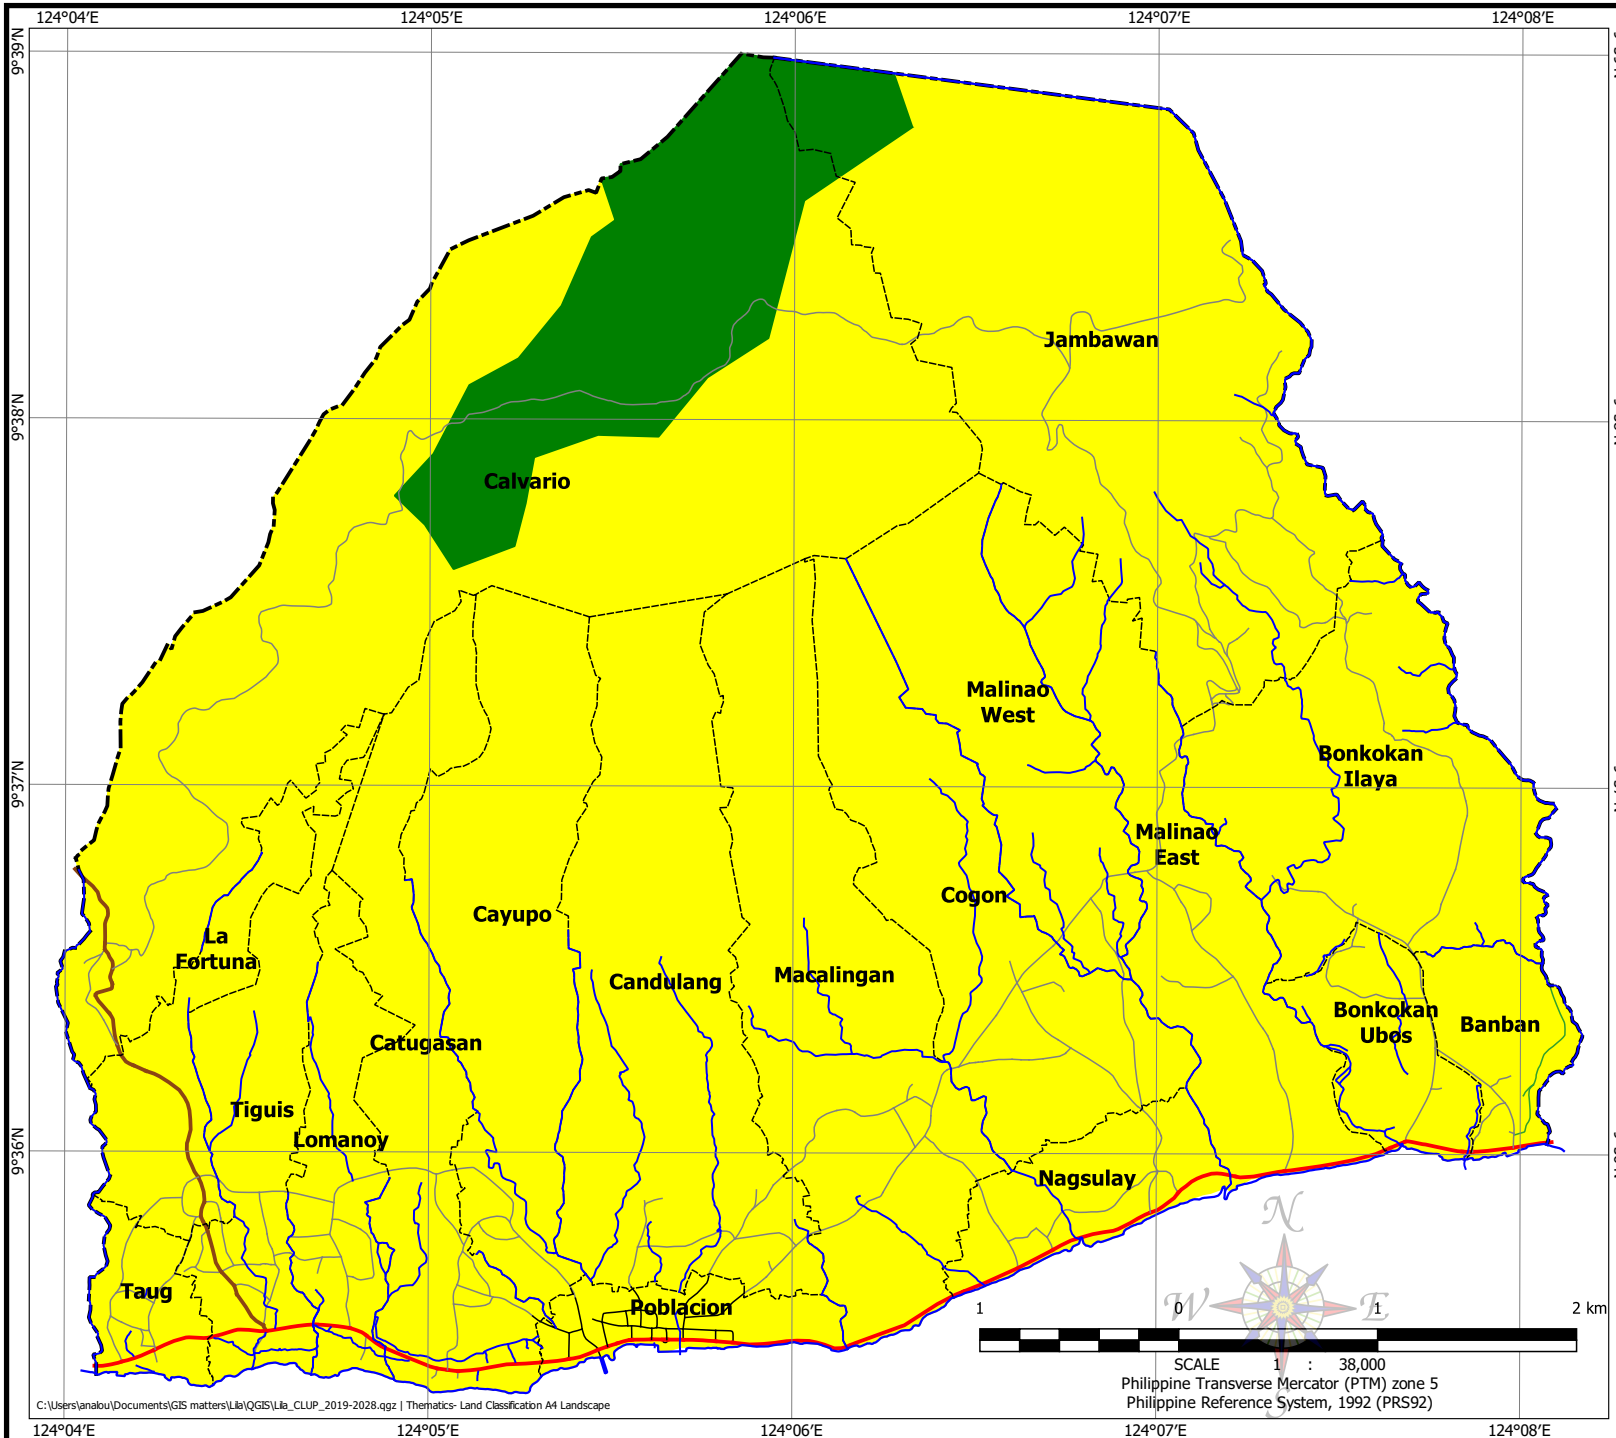 124°04'E
124°05'E
124°06'E
124°07'E
124°08'E
9°39'N
Jambawan
9°38'N
Calvario
Malinao
West
Bonkokan
Ilaya
9°37'N
Malinao
East
Cogon
Cayupo
La
Fortuna
Candulang
Macalingan
Bonkokan
Ubos
Banban
Catugasan
Tiguis
Lomanoy
9°36'N
Nagsulay
N
Taug
Poblacion
W
E
1 0 1 2 km
SCALE 1 : 38,000
Philippine Transverse Mercator (PTM) zone 5
Philippine Reference System, 1992 (PRS92)
S
C:\Users\analou\Documents\GIS matters\Lila\QGIS\Lila_CLUP_2019-2028.qgz | Thematics- Land Classification A4 Landscape
124°04'E
124°05'E
124°06'E
124°07'E
124°08'E